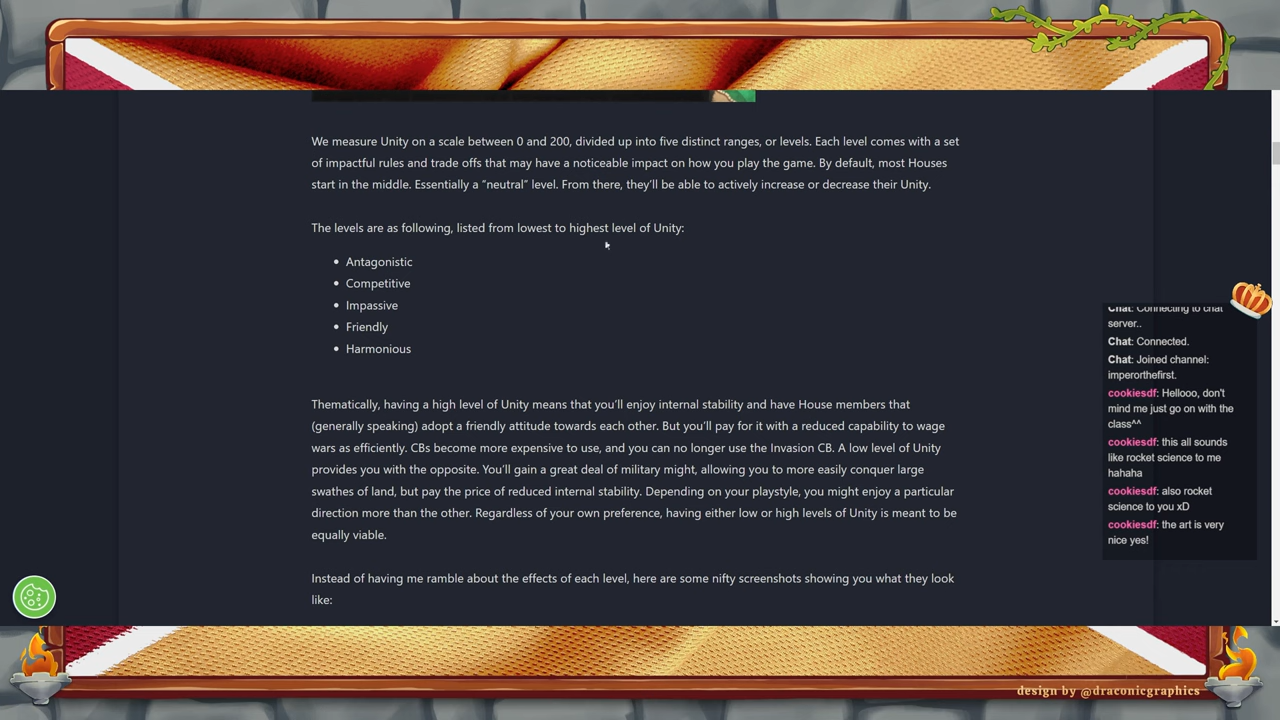 We measure Unity on a scale between 0 and 200, divided up into five distinct ranges, or levels. Each level comes with a set
of impactful rules and trade offs that may have a noticeable impact on how you play the game. By default, most Houses
start in the middle. Essentially a “neutral” level. From there, they’ll be able to actively increase or decrease their Unity.
The levels are as following, listed from lowest to highest level of Unity:
Antagonistic
Competitive
Impassive
Friendly
Harmonious
Thematically, having a high level of Unity means that you’ll enjoy internal stability and have House members that
(generally speaking) adopt a friendly attitude towards each other. But you’ll pay for it with a reduced capability to wage
wars as efficiently. CBs become more expensive to use, and you can no longer use the Invasion CB. A low level of Unity
provides you with the opposite. You’ll gain a great deal of military might, allowing you to more easily conquer large
swathes of land, but pay the price of reduced internal stability. Depending on your playstyle, you might enjoy a particular
direction more than the other. Regardless of your own preference, having either low or high levels of Unity is meant to be
equally viable.
Instead of having me ramble about the effects of each level, here are some nifty screenshots showing you what they look
like:
Chat: Connecting to chat
server..
Chat: Connected.
Chat: Joined channel:
imperorthefirst.
cookiesdf: Hellooo, don't
mind me just go on with the
class^^
cookiesdf: this all sounds
like rocket science to me
hahaha
cookiesdf: also rocket
science to you xD
cookiesdf: the art is very
nice yes!
design by @draconicgraphics